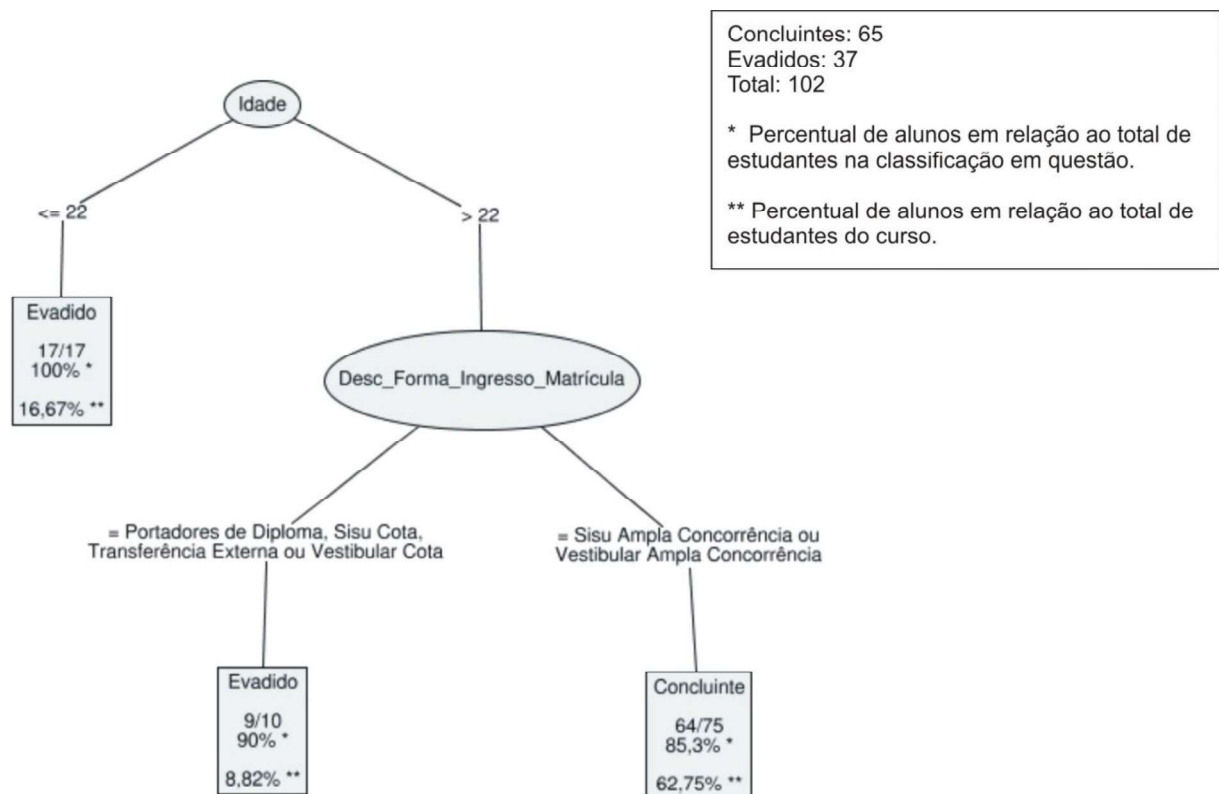 Concluintes: 65
Evadidos: 37
Total: 102
* Percentual de alunos em relação ao total de
estudantes na classificação em questão.
** Percentual de alunos em relação ao total de
estudantes do curso.
Idade
<= 22
> 22
Evadido
17/17
100% *
16,67% **
Desc_Forma_Ingresso_Matrícula
= Portadores de Diploma, Sisu Cota,
Transferência Externa ou Vestibular Cota
= Sisu Ampla Concorrência ou
Vestibular Ampla Concorrência
Evadido
9/10
90% *
8,82% **
Concluinte
64/75
85,3% *
62,75% **